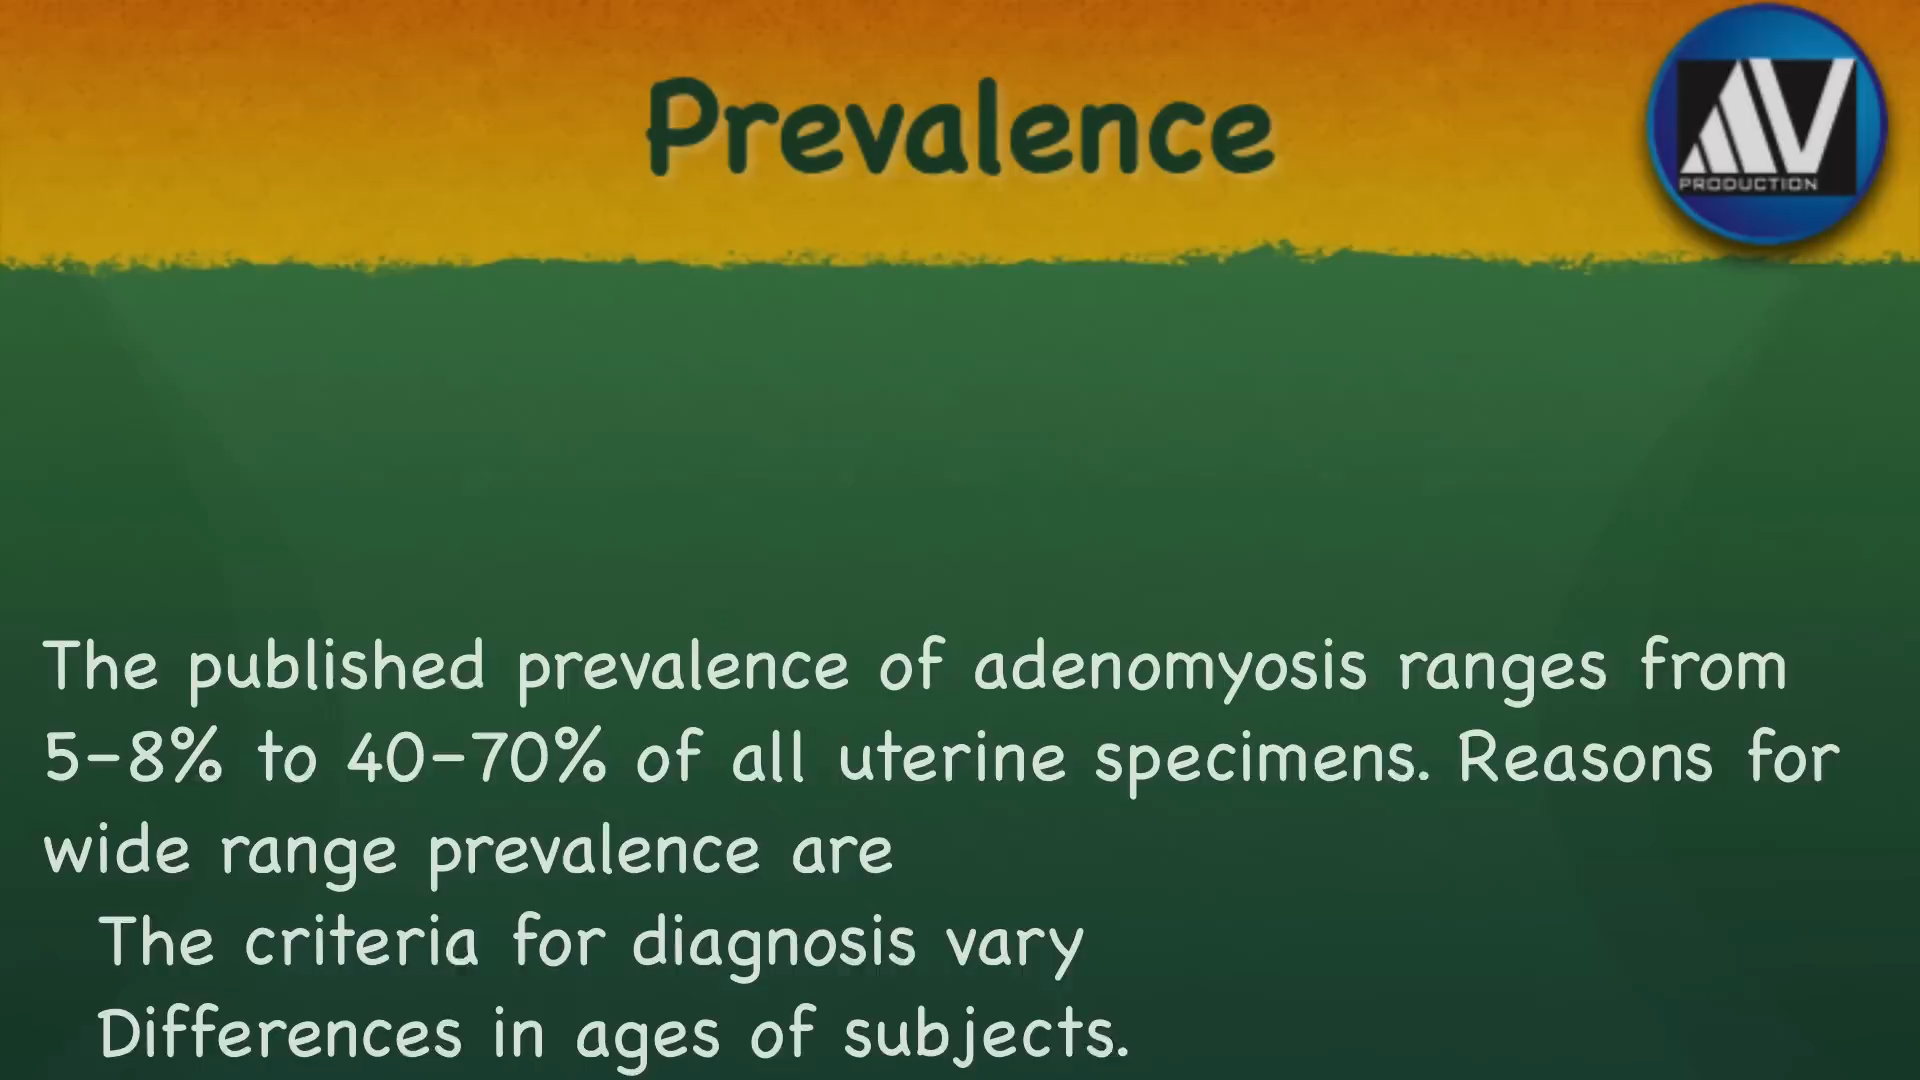 Prevalence
AV
PRODUCTION
The published prevalence of adenomyosis ranges from
5-8% to 40-70% of all uterine specimens. Reasons for
wide range prevalence are
The criteria for diagnosis vary
Differences in ages of subjects.